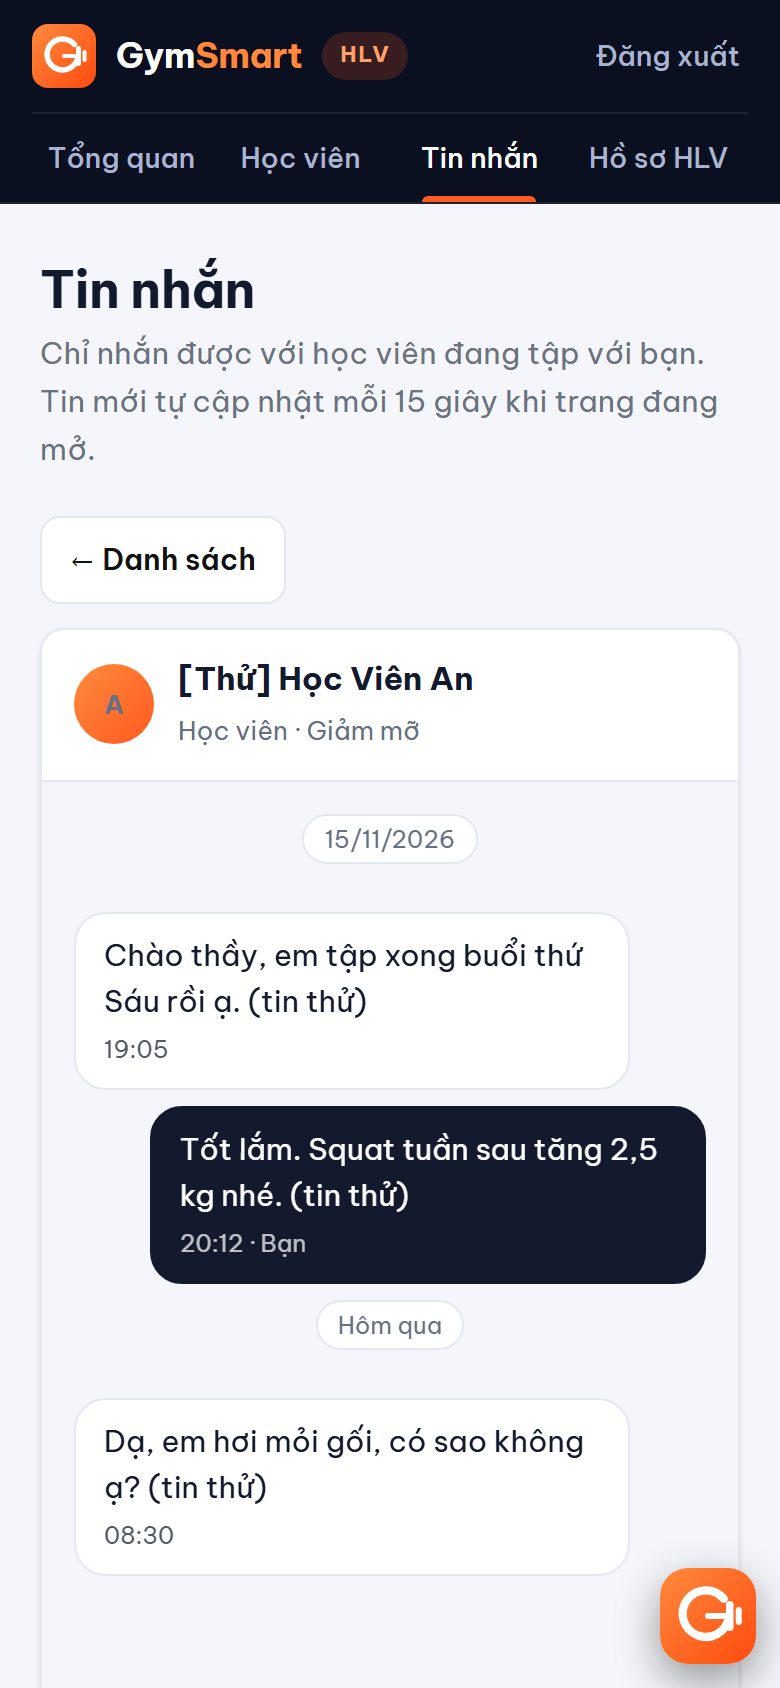 GymSmart HLV Đăng xuất
Tổng quan Học viên Tin nhắn Hồ sơ HLV
Tin nhắn
Chỉ nhắn được với học viên đang tập với bạn.
Tin mới tự cập nhật mỗi 15 giây khi trang đang
mở.
← Danh sách
A
[Thử] Học Viên An
Học viên · Giảm mỡ
15/11/2026
Chào thầy, em tập xong buổi thứ
Sáu rồi ạ. (tin thử)
19:05
Tốt lắm. Squat tuần sau tăng 2,5
kg nhé. (tin thử)
20:12 · Bạn
Hôm qua
Dạ, em hơi mỏi gối, có sao không
ạ? (tin thử)
08:30